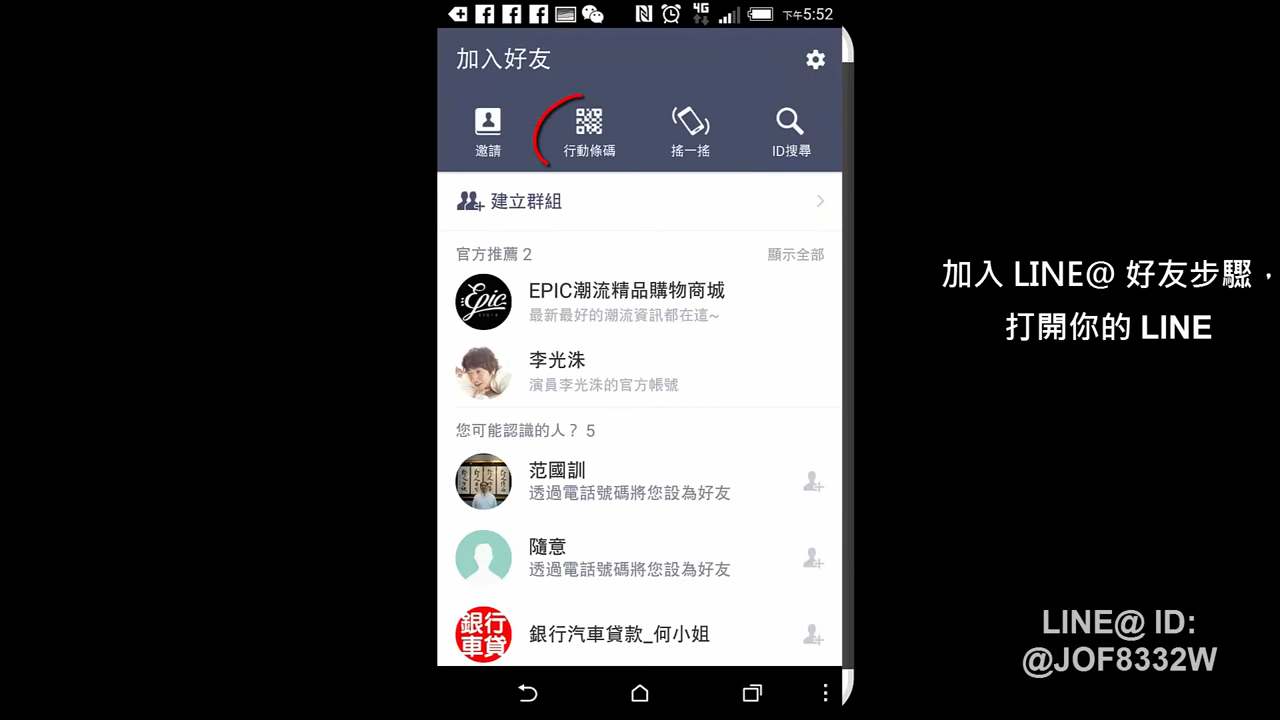 4G 下午5:52
加入好友
邀請 行動條碼 搖一搖 ID搜尋
建立群組
官方推薦 2 顯示全部
Epic
EPIC潮流精品購物商城
最新最好的潮流資訊都在這~
李光洙
演員李光洙的官方帳號
您可能認識的人? 5
范國訓
透過電話號碼將您設為好友
隨意
透過電話號碼將您設為好友
銀行
車貸
銀行汽車貸款_何小姐
加入 LINE@ 好友步驟,
打開你的 LINE
LINE@ ID:
@JOF8332W